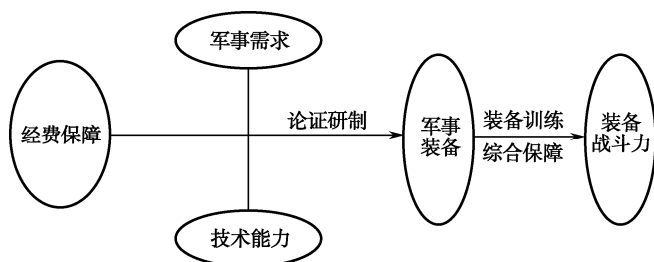 军事需求
经费保障
论证研制
军事
装备
装备训练
综合保障
装备
战斗力
技术能力